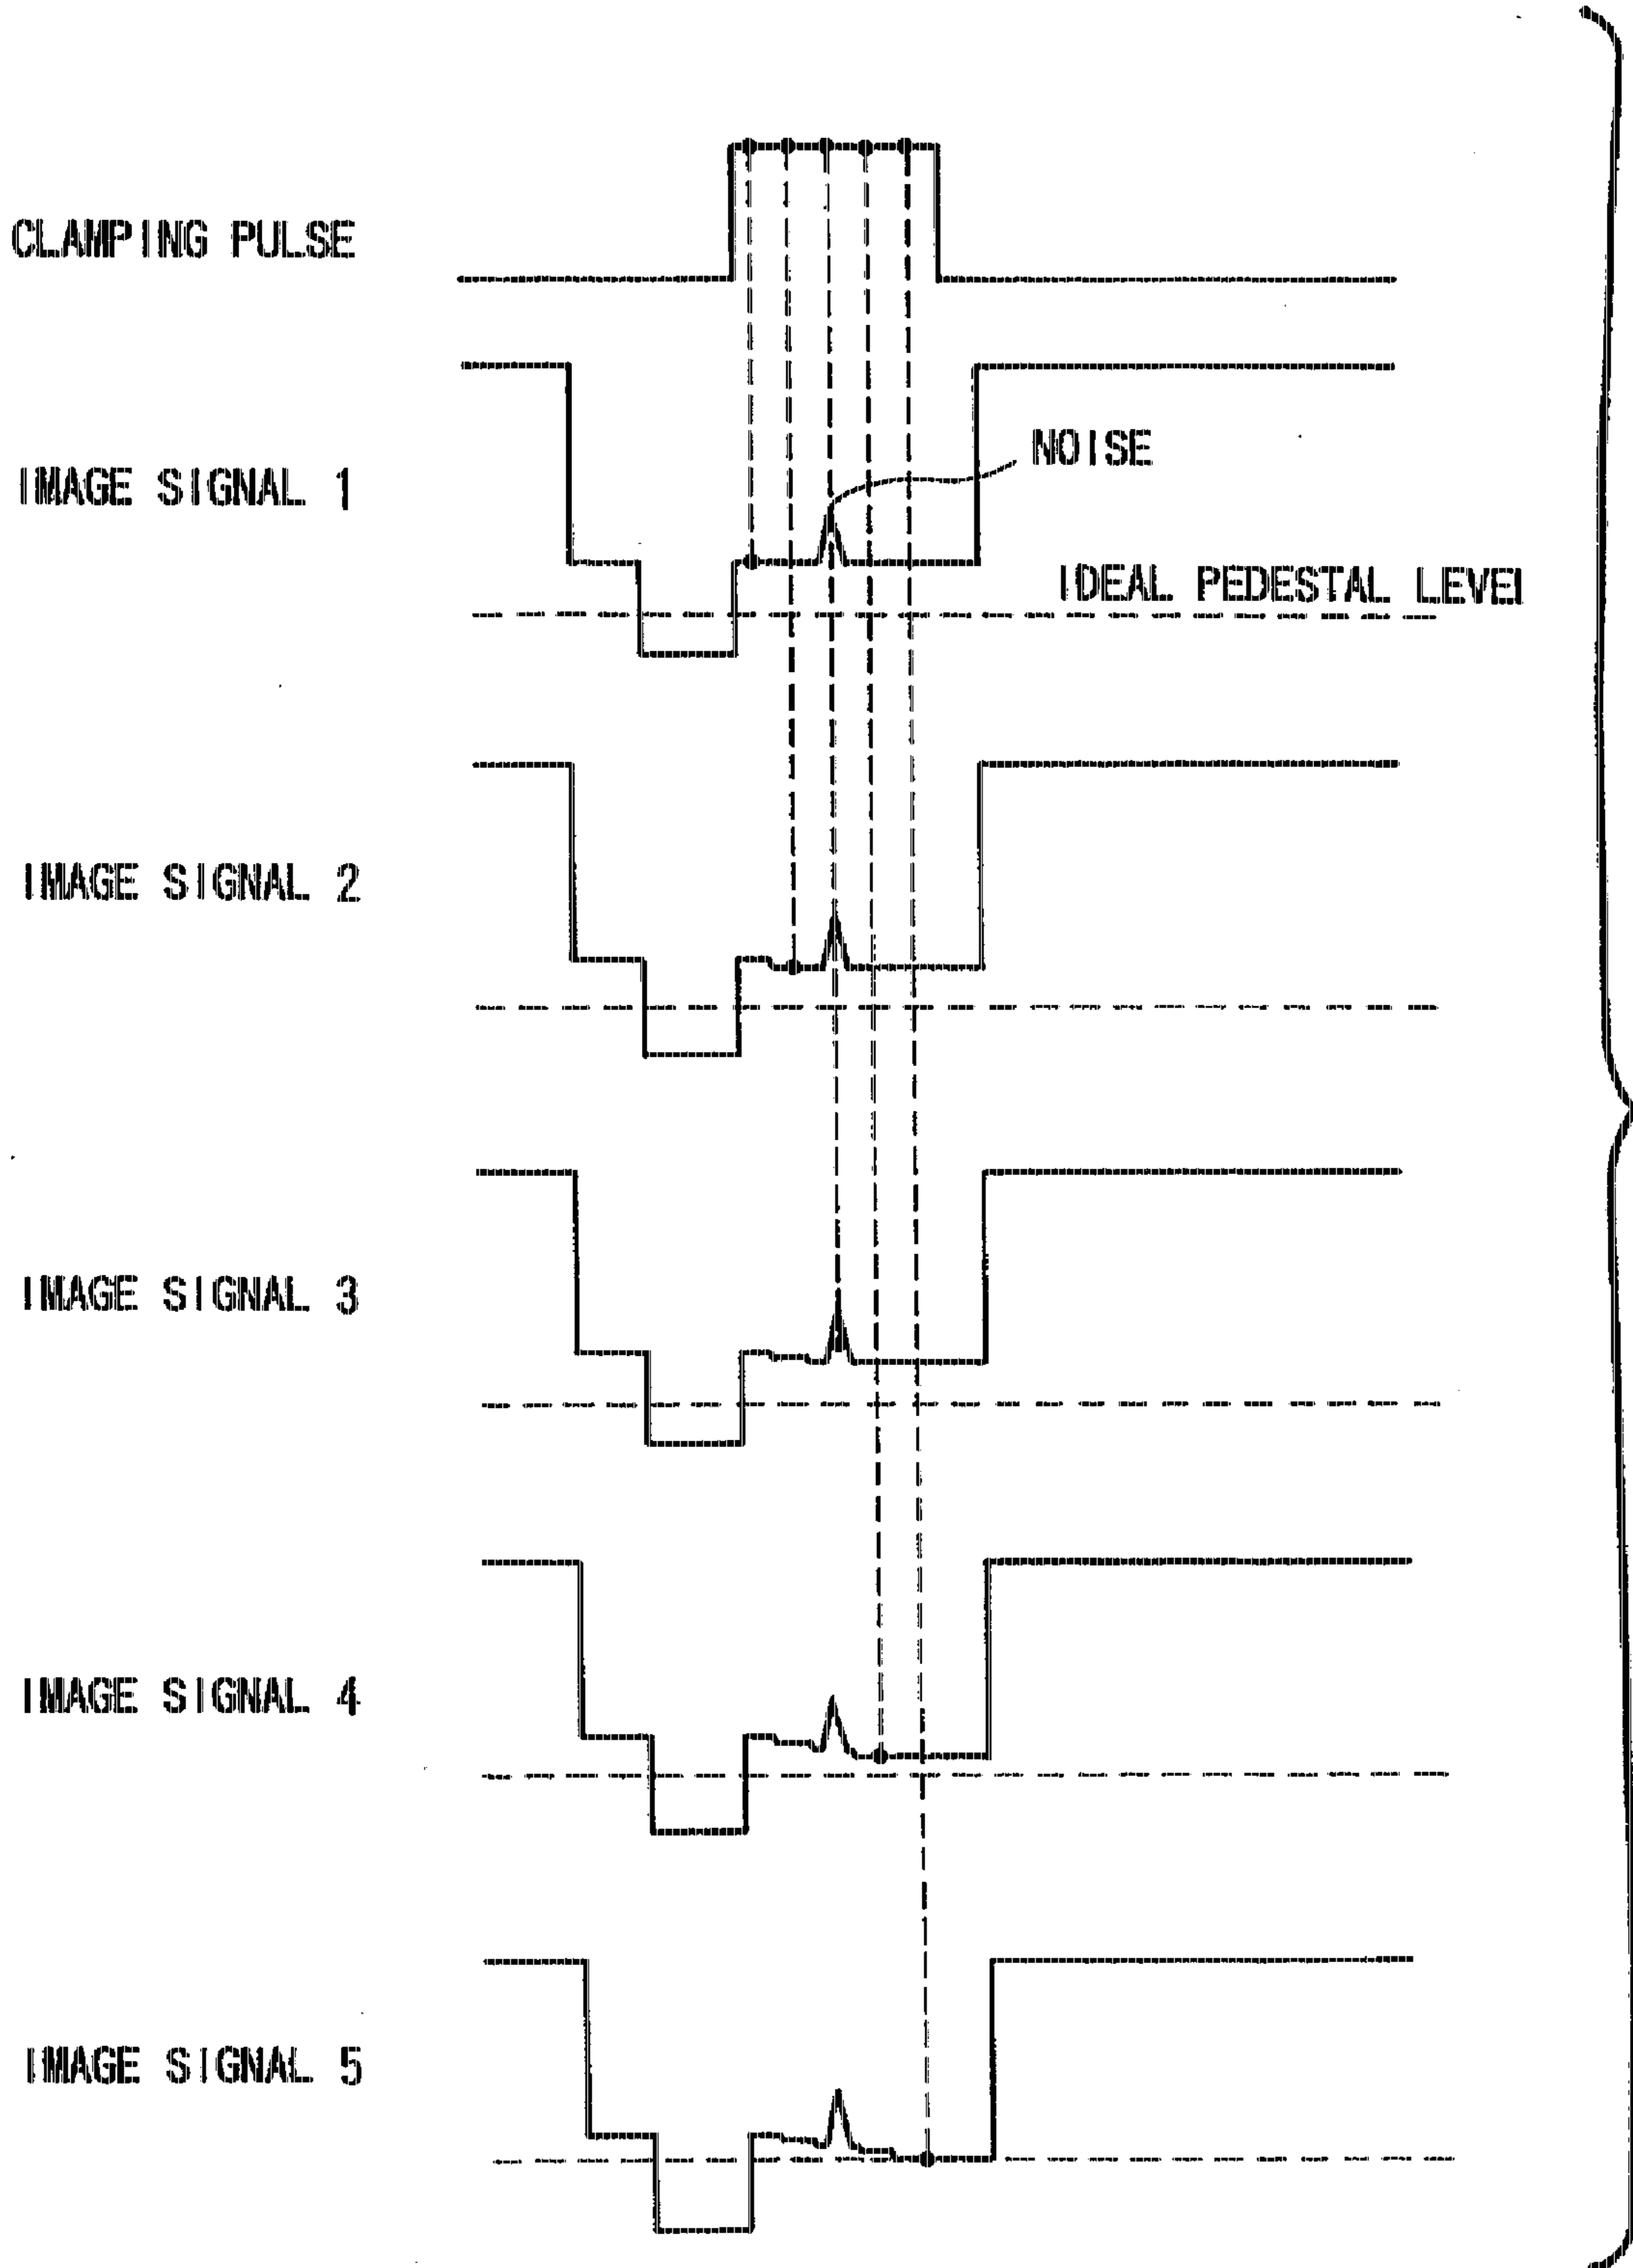 CLAMPING PULSE
IMAGE SIGNAL 1
NOISE
IDEAL PEDESTAL LEVEL
IMAGE SIGNAL 2
IMAGE SIGNAL 3
IMAGE SIGNAL 4
IMAGE SIGNAL 5